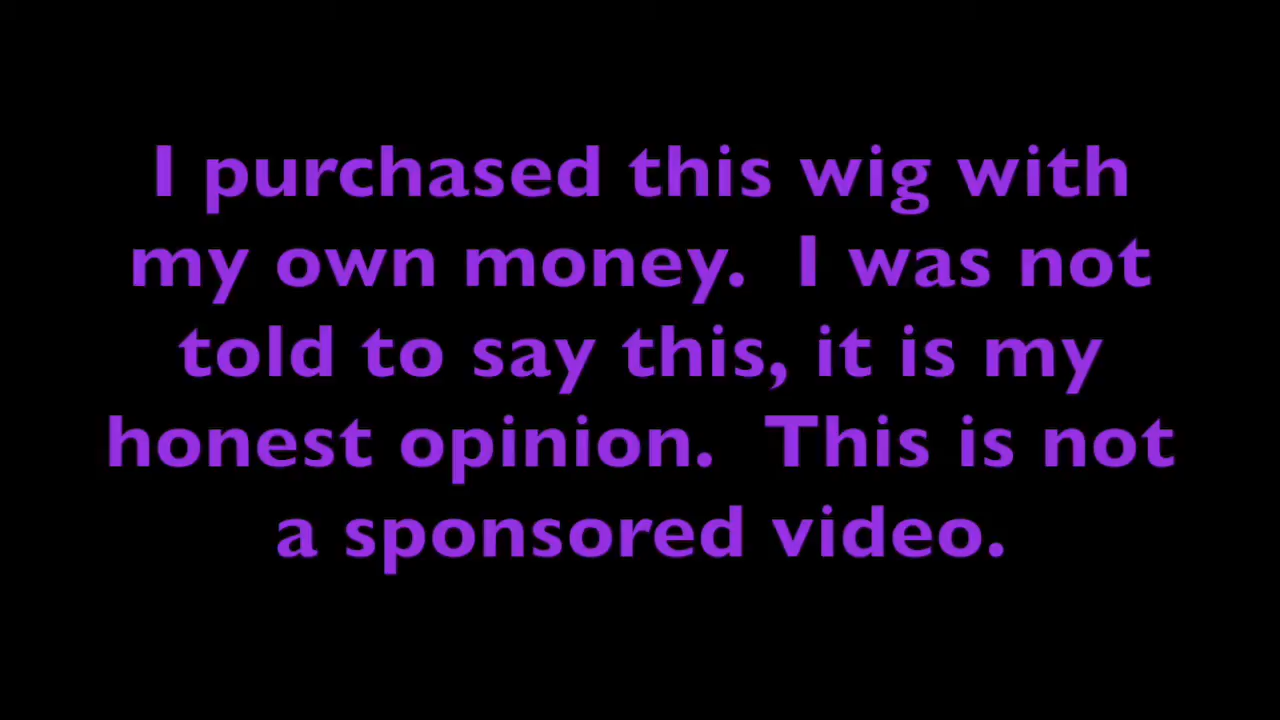 I purchased this wig with
my own money.  I was not
told to say this, it is my
honest opinion.  This is not
a sponsored video.